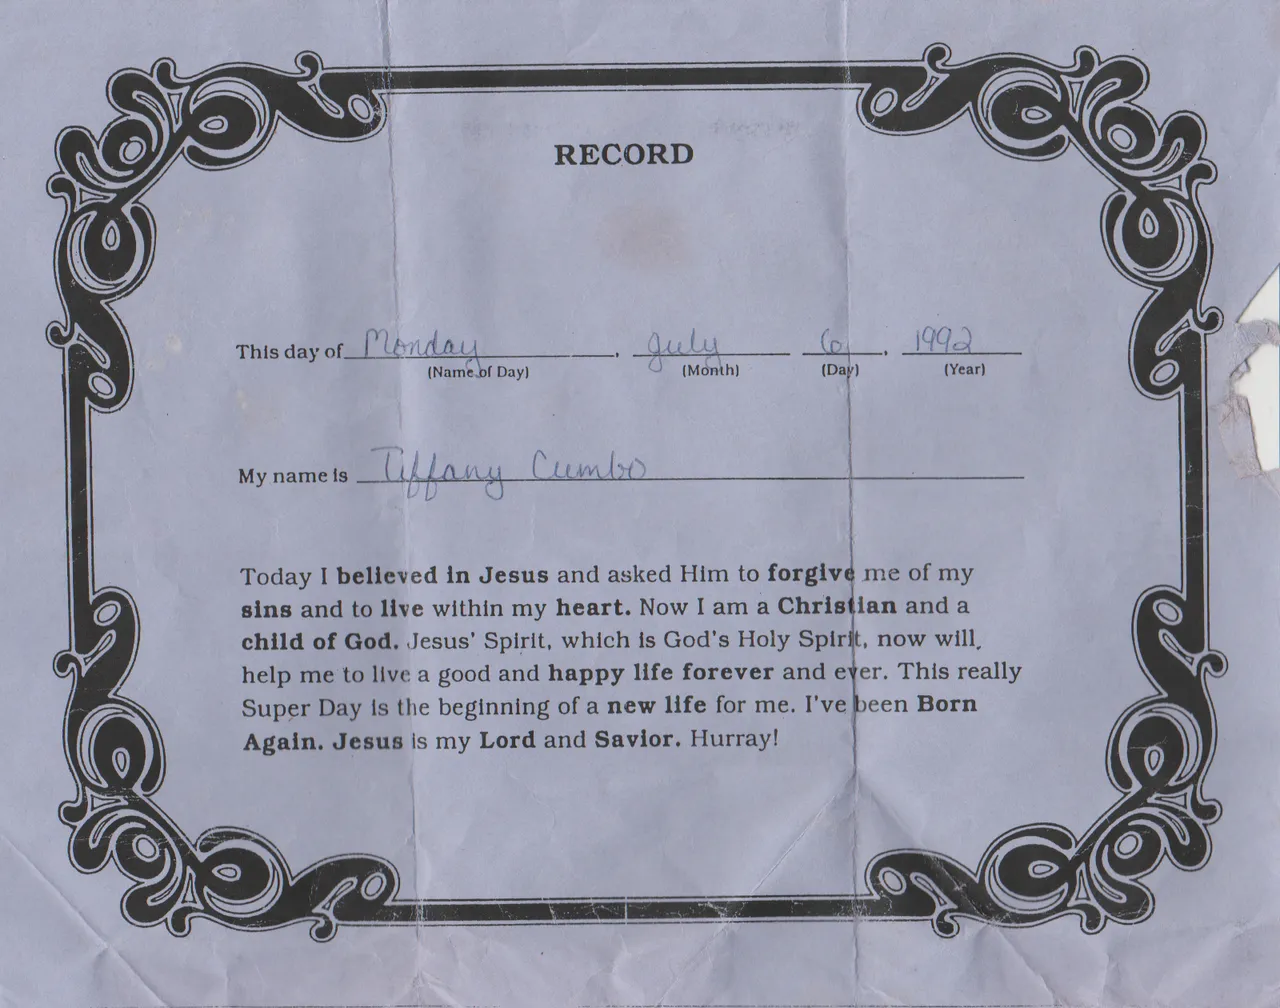 RECORD
This day of Monday, July 6, 1992
(Name of Day) (Month) (Day) (Year)
My name is Tiffany Cumbo
Today I believed in Jesus and asked Him to forgive me of my
sins and to live within my heart. Now I am a Christian and a
child of God. Jesus' Spirit, which is God's Holy Spirit, now will,
help me to live a good and happy life forever and ever. This really
Super Day is the beginning of a new life for me. I've been Born
Again. Jesus is my Lord and Savior. Hurray!